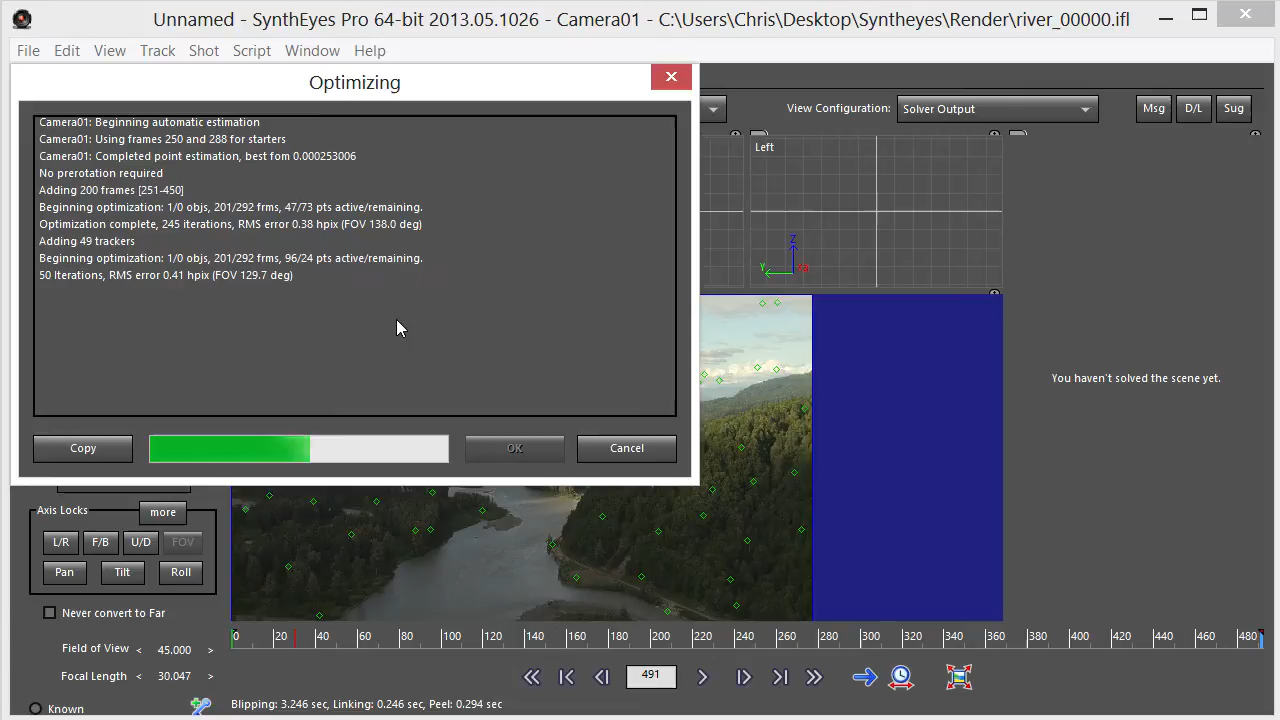 Unnamed - SynthEyes Pro 64-bit 2013.05.1026 - Camera01 - C:\Users\Chris\Desktop\Syntheyes\Render\river_00000.ifl
File Edit View Track Shot Script Window Help
Optimizing
View Configuration: Solver Output Msg D/L Sug
Camera01: Beginning automatic estimation
Camera01: Using frames 250 and 288 for starters
Camera01: Completed point estimation, best fom 0.000253006
No prerotation required
Adding 200 frames [251-450]
Beginning optimization: 1/0 objs, 201/292 frms, 47/73 pts active/remaining.
Optimization complete, 245 iterations, RMS error 0.38 hpix (FOV 138.0 deg)
Adding 49 trackers
Beginning optimization: 1/0 objs, 201/292 frms, 96/24 pts active/remaining.
50 Iterations, RMS error 0.41 hpix (FOV 129.7 deg)
Left
Z
Y
You haven't solved the scene yet.
Copy OK Cancel
Axis Locks more
L/R F/B U/D FOV
Pan Tilt Roll
Never convert to Far
Field of View < 45.000 >
Focal Length < 30.047 >
Known
0 20 40 60 80 100 120 140 160 180 200 220 240 260 280 300 320 340 360 380 400 420 440 460 480
491
Blipping: 3.246 sec, Linking: 0.246 sec, Peel: 0.294 sec